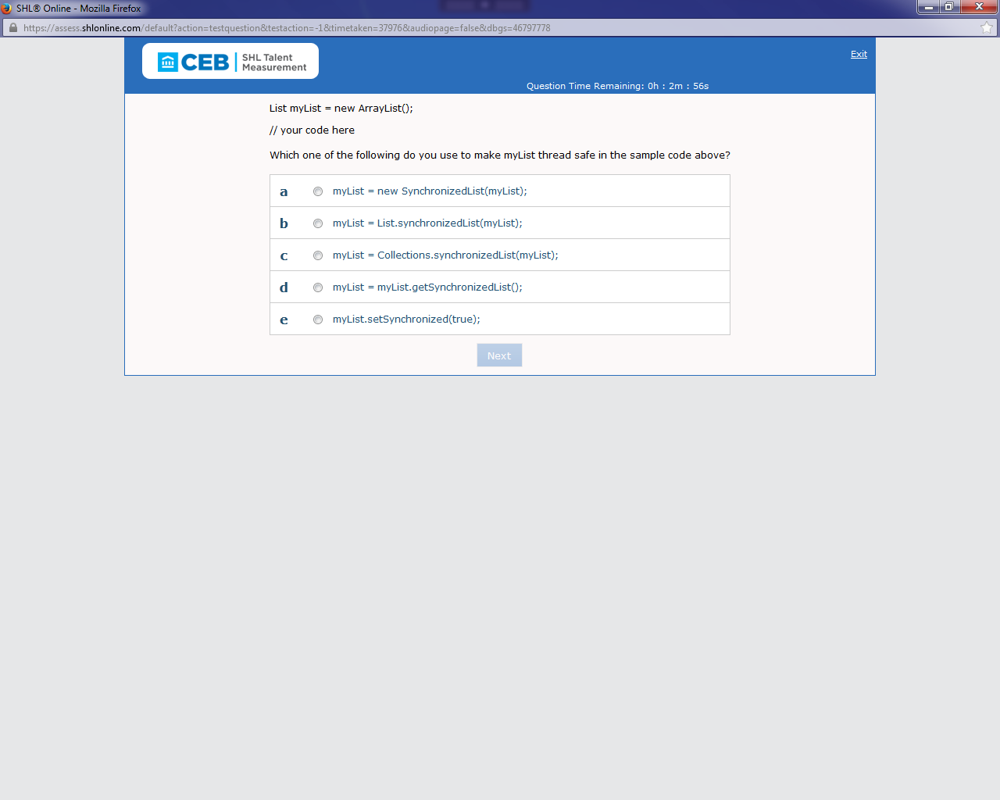 SHL® Online - Mozilla Firefox
https://assess.shlonline.com/default?action=testquestion&testaction=-1&timetaken=37976&audiopage=false&dbgs=46797778
CEB SHL Talent Measurement
Exit
Question Time Remaining: 0h : 2m : 56s
List myList = new ArrayList();
// your code here
Which one of the following do you use to make myList thread safe in the sample code above?
a myList = new SynchronizedList(myList);
b myList = List.synchronizedList(myList);
c myList = Collections.synchronizedList(myList);
d myList = myList.getSynchronizedList();
e myList.setSynchronized(true);
Next